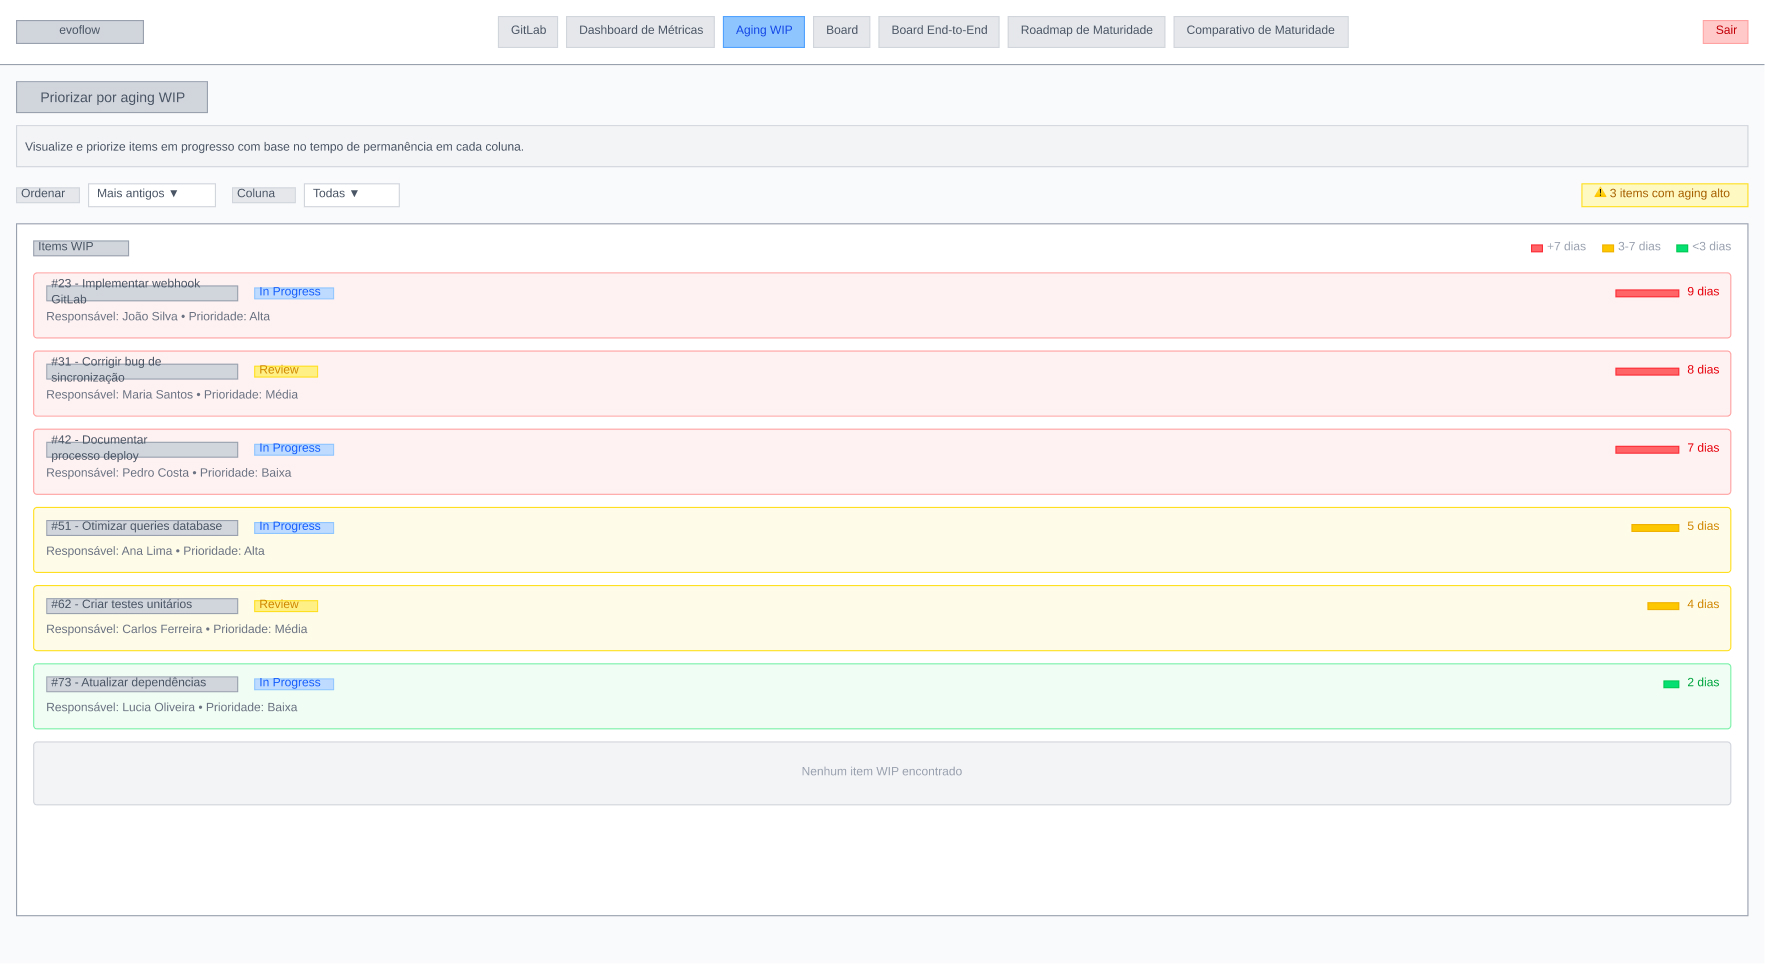 evoflow
GitLab
Dashboard de Métricas
Aging WIP
Board
Board End-to-End
Roadmap de Maturidade
Comparativo de Maturidade
Sair
Priorizar por aging WIP
Visualize e priorize items em progresso com base no tempo de permanência em cada coluna.
Ordenar
Mais antigos ▼
Coluna
Todas ▼
⚠ 3 items com aging alto
Items WIP
+7 dias
3-7 dias
<3 dias
#23 - Implementar webhook
GitLab
In Progress
9 dias
Responsável: João Silva • Prioridade: Alta
#31 - Corrigir bug de
sincronização
Review
8 dias
Responsável: Maria Santos • Prioridade: Média
#42 - Documentar
processo deploy
In Progress
7 dias
Responsável: Pedro Costa • Prioridade: Baixa
#51 - Otimizar queries database
In Progress
5 dias
Responsável: Ana Lima • Prioridade: Alta
#62 - Criar testes unitários
Review
4 dias
Responsável: Carlos Ferreira • Prioridade: Média
#73 - Atualizar dependências
In Progress
2 dias
Responsável: Lucia Oliveira • Prioridade: Baixa
Nenhum item WIP encontrado